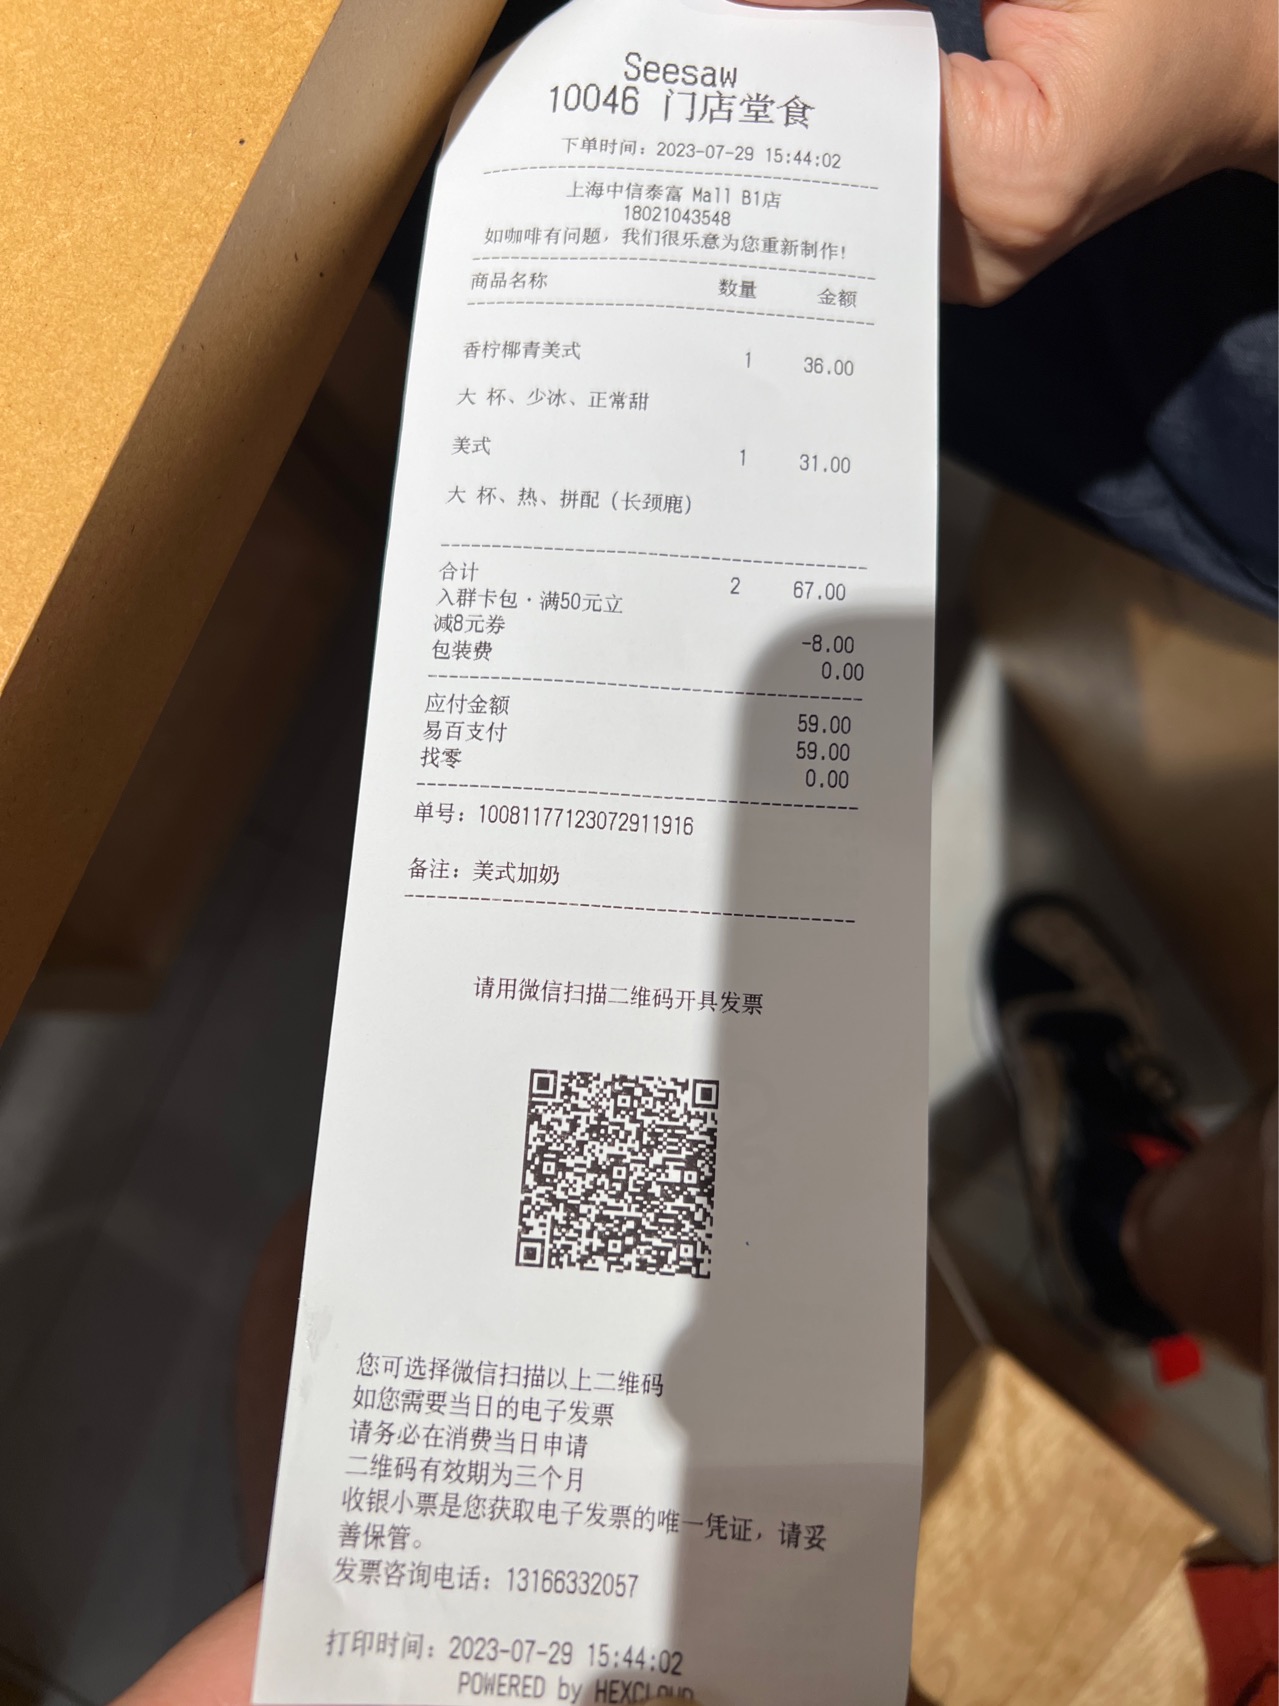 Seesaw
10046 门店堂食
下单时间：2023-07-29 15:44:02
上海中信泰富 Mall B1店
18021043548
如咖啡有问题，我们很乐意为您重新制作！
商品名称 数量 金额
香柠椰青美式 1 36.00
大 杯、少冰、正常甜
美式 1 31.00
大 杯、热、拼配（长颈鹿）
合计 2 67.00
入群卡包·满50元立
减8元券 -8.00
包装费 0.00
应付金额 59.00
易百支付 59.00
找零 0.00
单号：10081177123072911916
备注：美式加奶
请用微信扫描二维码开具发票
您可选择微信扫描以上二维码
如您需要当日的电子发票
请务必在消费当日申请
二维码有效期为三个月
收银小票是您获取电子发票的唯一凭证，请妥
善保管。
发票咨询电话：13166332057
打印时间：2023-07-29 15:44:02
POWERED by HEXCLOUD